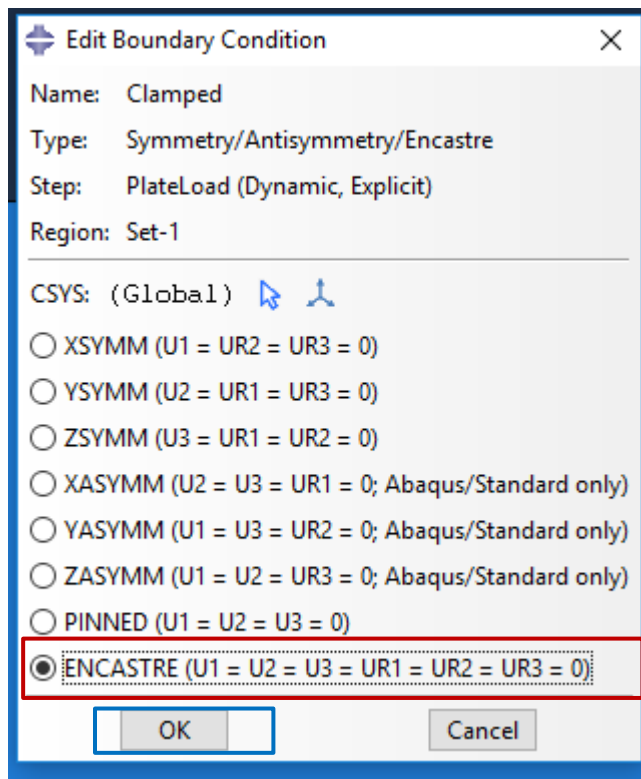 Edit Boundary Condition
Name: Clamped
Type: Symmetry/Antisymmetry/Encastre
Step: PlateLoad (Dynamic, Explicit)
Region: Set-1
CSYS: (Global)
XSYMM (U1 = UR2 = UR3 = 0)
YSYMM (U2 = UR1 = UR3 = 0)
ZSYMM (U3 = UR1 = UR2 = 0)
XASYMM (U2 = U3 = UR1 = 0; Abaqus/Standard only)
YASYMM (U1 = U3 = UR2 = 0; Abaqus/Standard only)
ZASYMM (U1 = U2 = UR3 = 0; Abaqus/Standard only)
PINNED (U1 = U2 = U3 = 0)
ENCASTRE (U1 = U2 = U3 = UR1 = UR2 = UR3 = 0)
OK Cancel